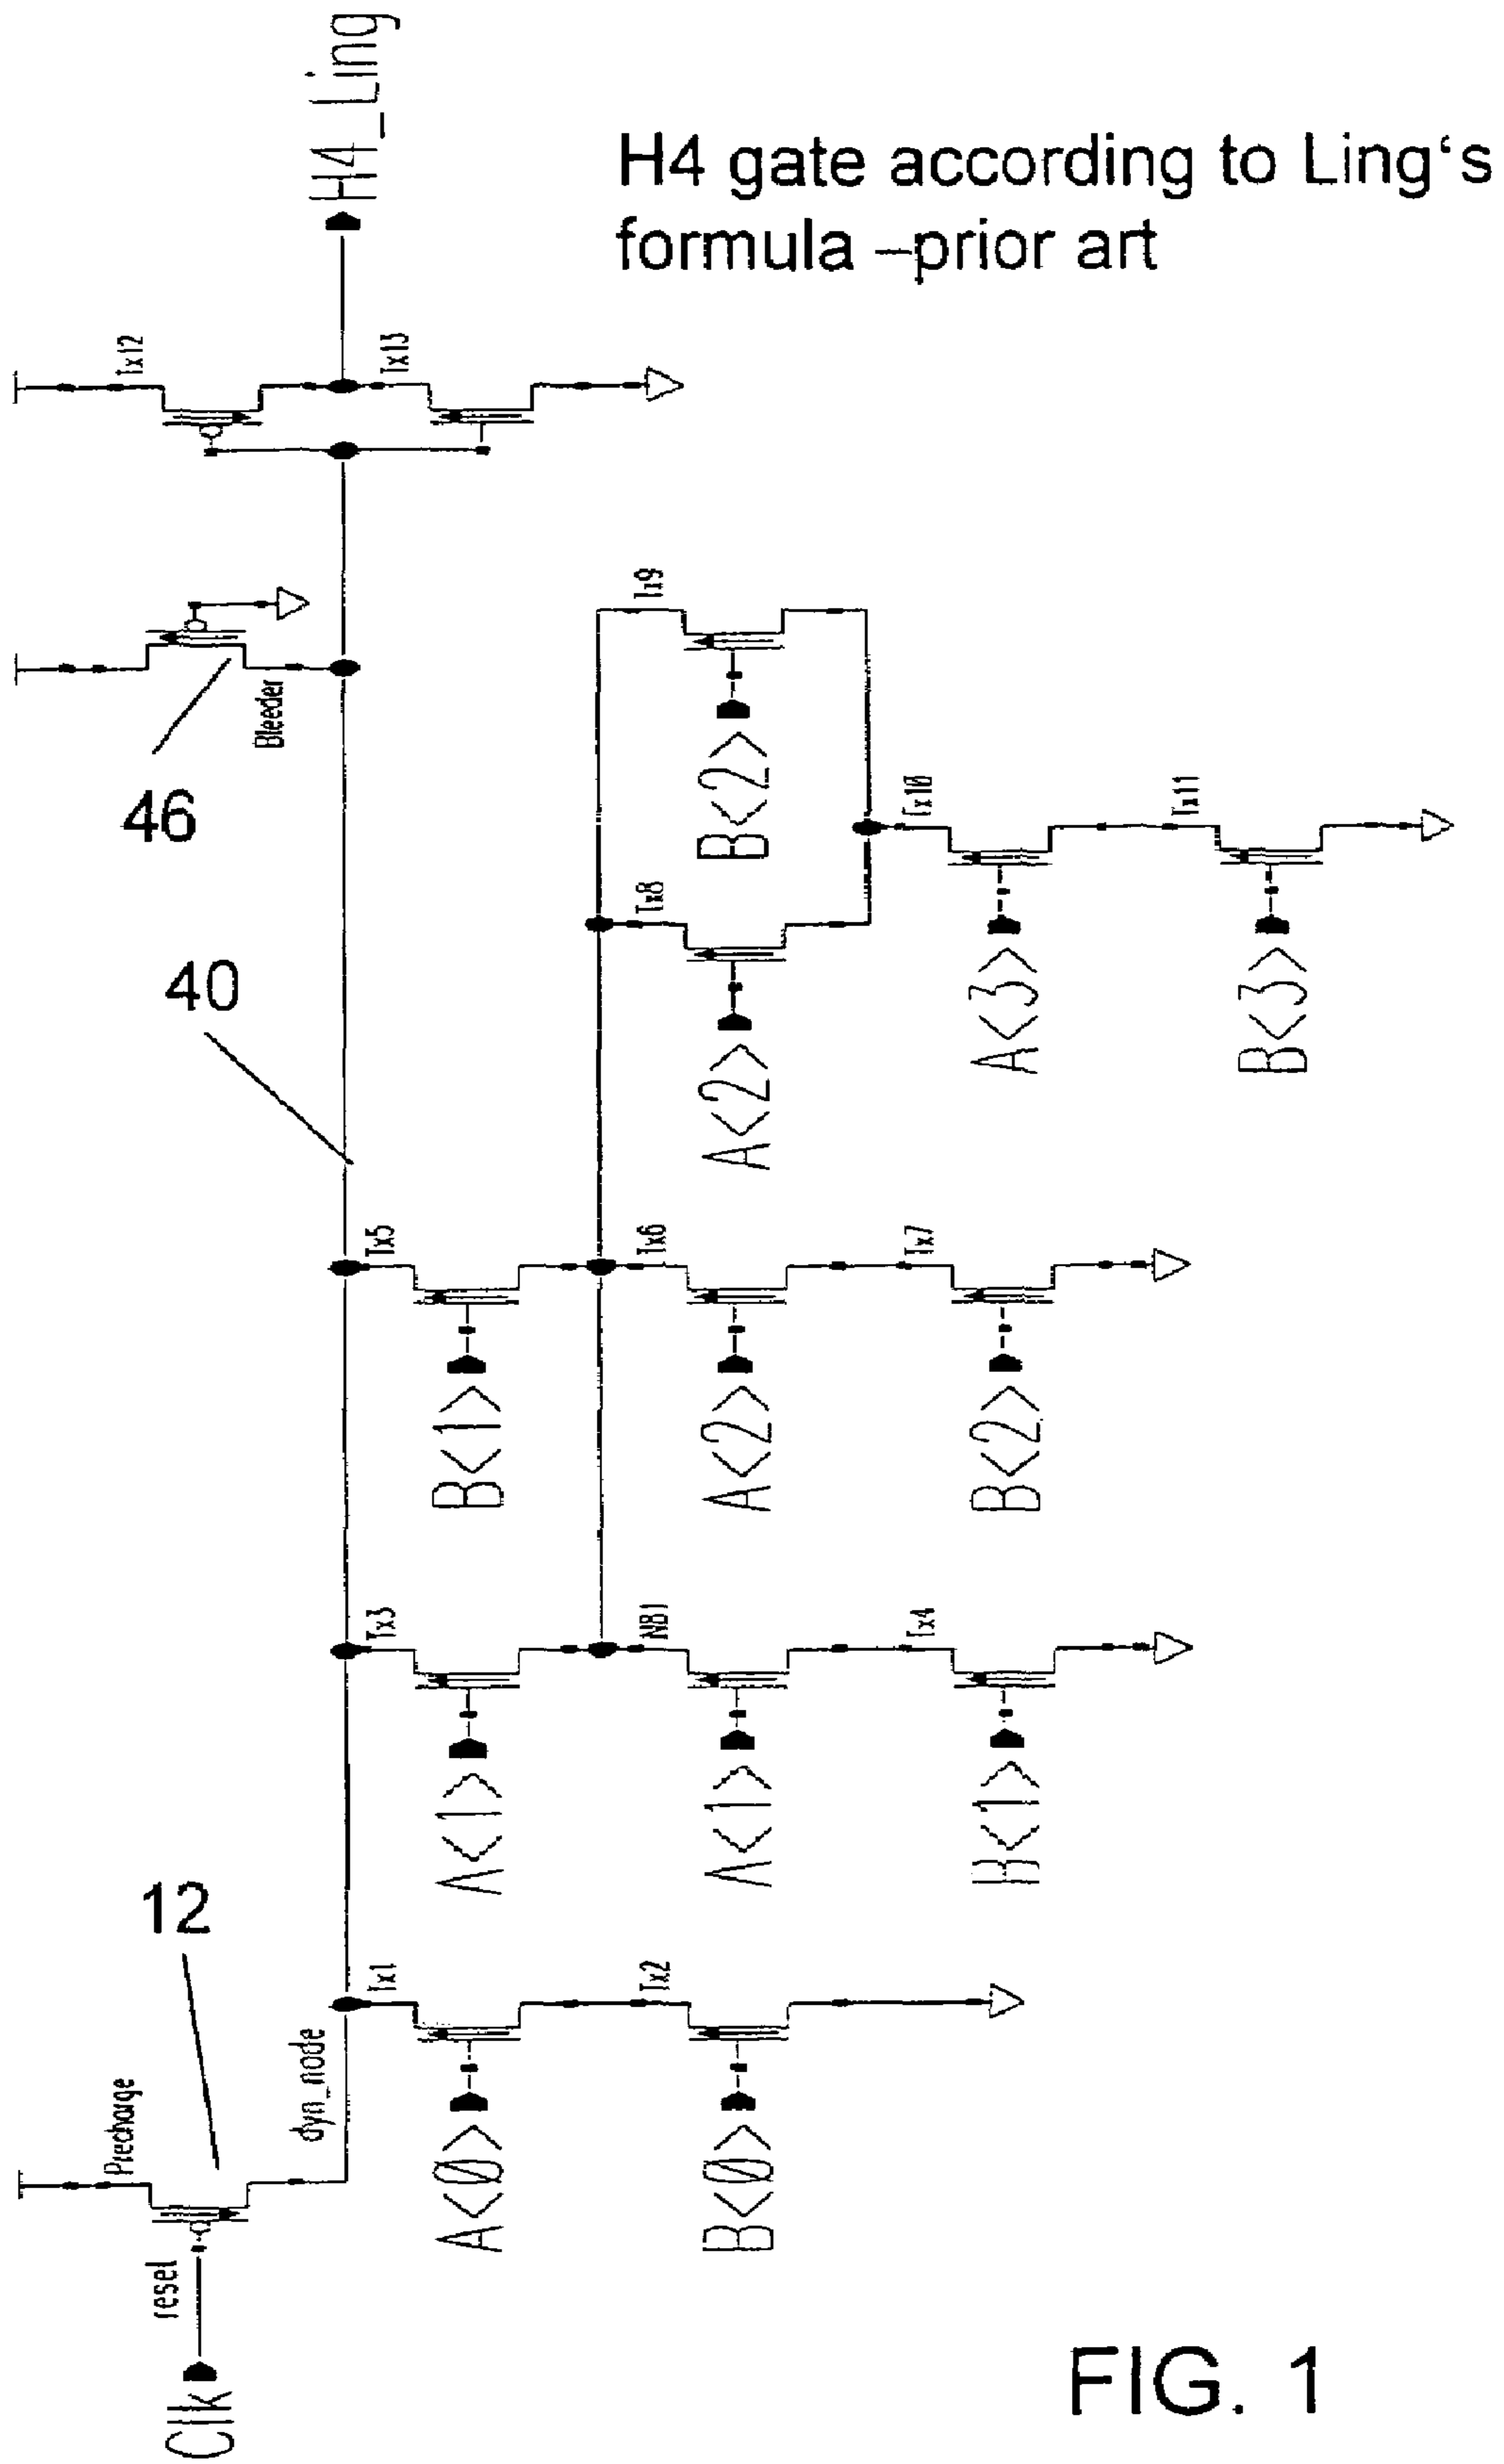 H4 gate according to Ling‘s
formula –prior art
H4_Ling
Tx12
Tx13
Bleeder
46
40
12
Precharge
reset
Clk
dyn_node
Tx1
A<0>
Tx2
B<0>
Tx3
A<1>
NB1
A<1>
Tx4
B<1>
Tx5
B<1>
Tx6
A<2>
Tx7
B<2>
Tx8
A<2>
Tx9
B<2>
Tx10
A<3>
Tx11
B<3>
FIG. 1